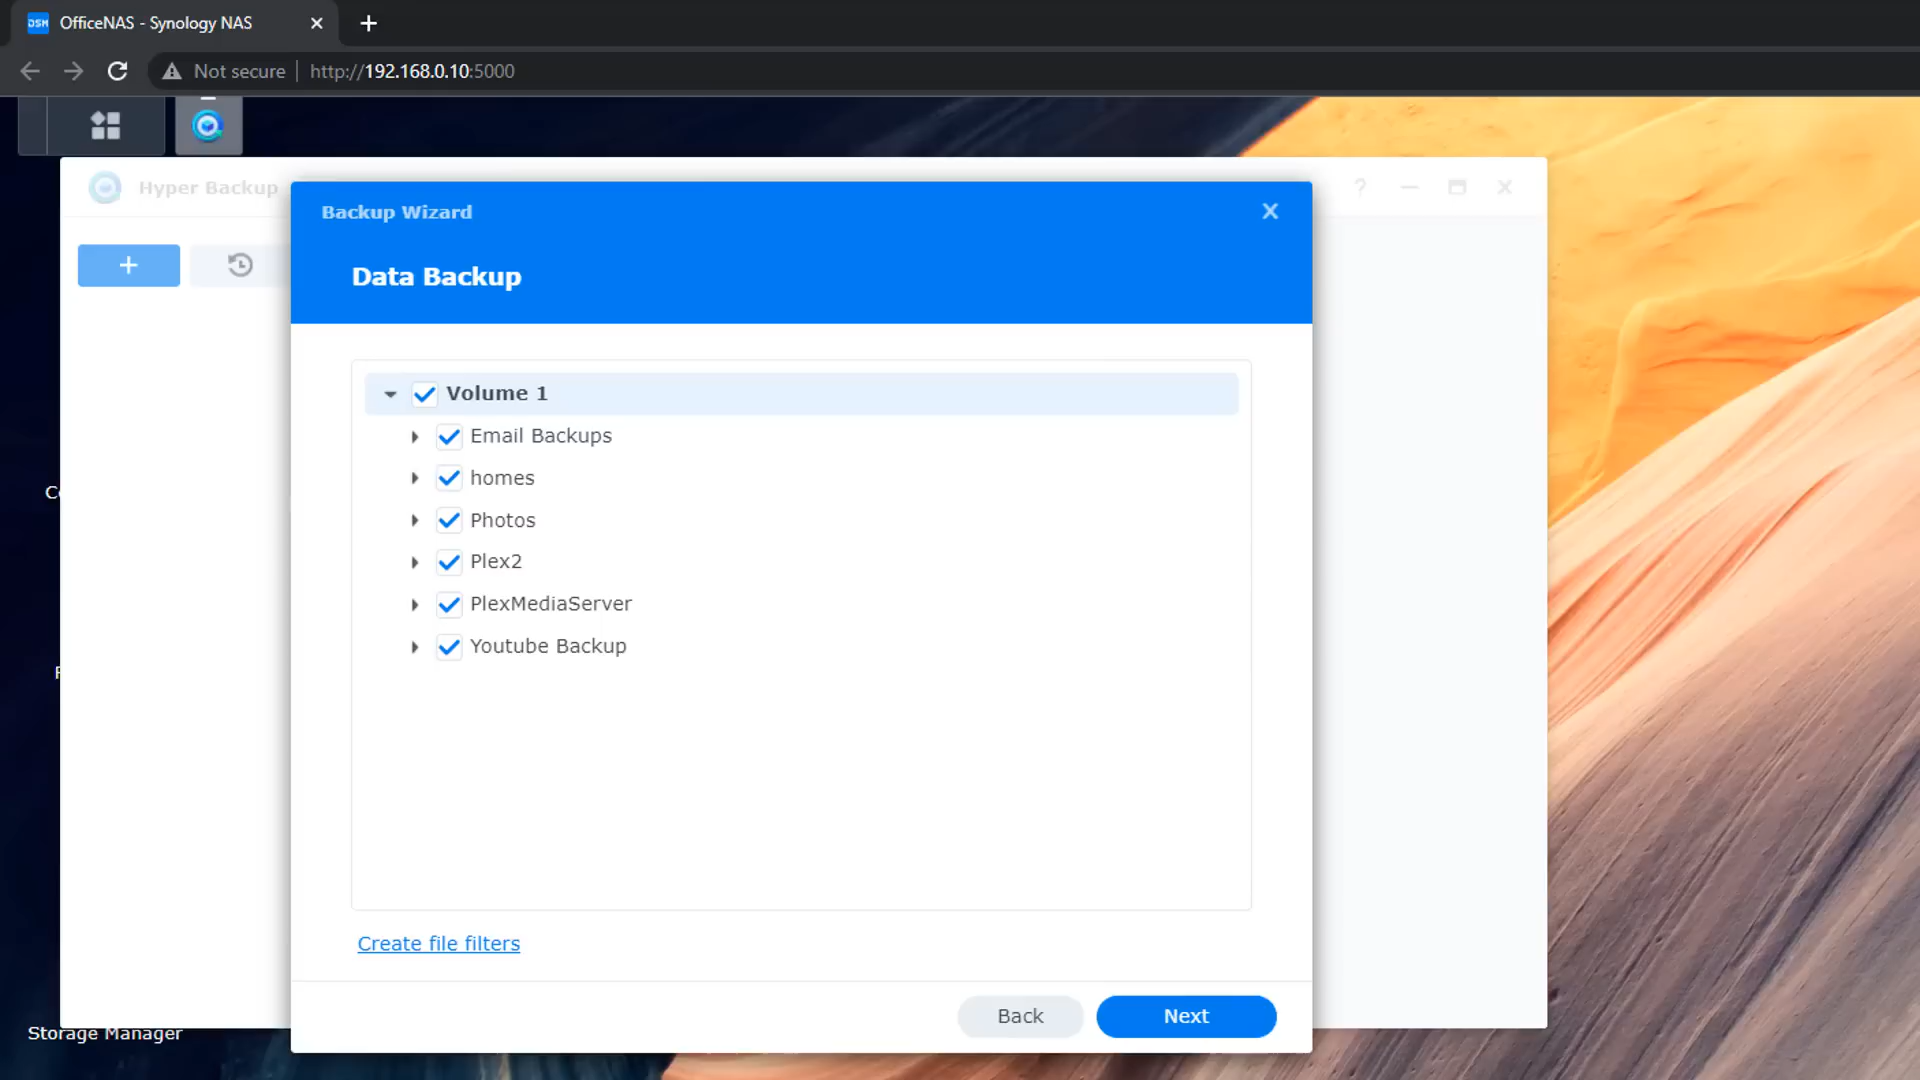 DSM OfficeNAS - Synology NAS
Not secure http://192.168.0.10:5000
Hyper Backup
Backup Wizard
Data Backup
Volume 1
Email Backups
homes
Photos
Plex2
PlexMediaServer
Youtube Backup
Create file filters
Back Next
Storage Manager